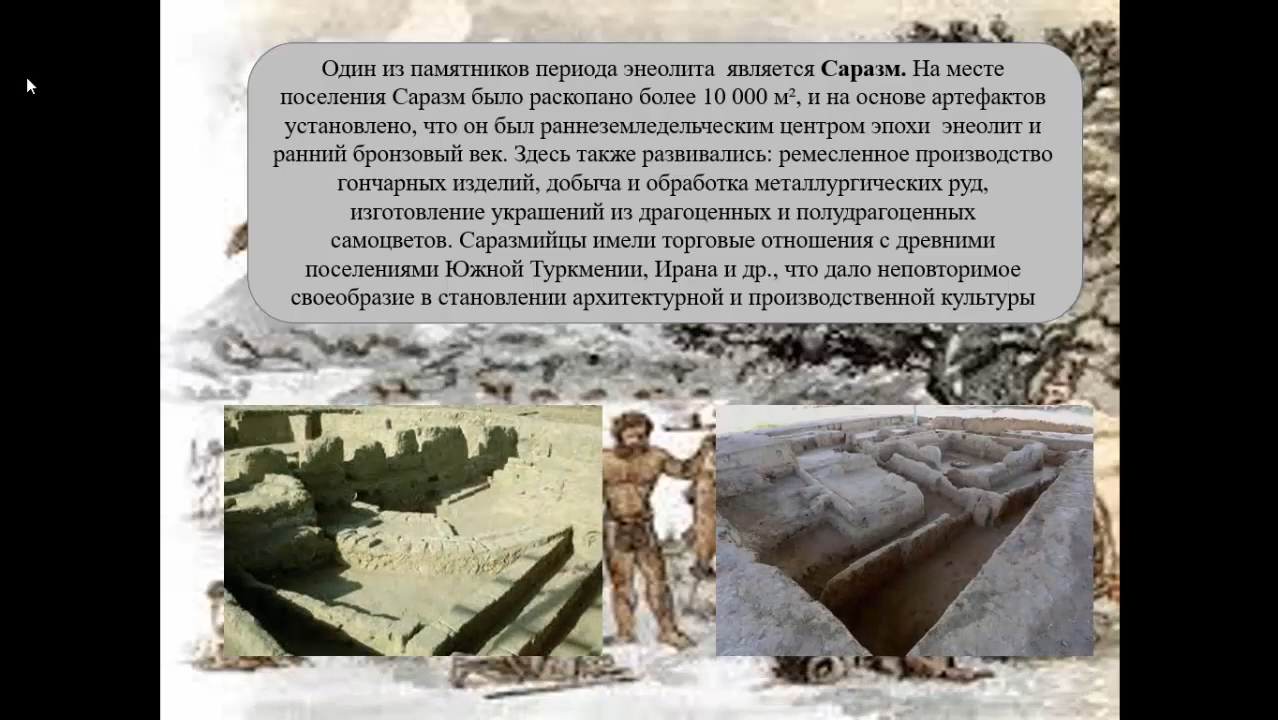 Один из памятников периода энеолита  является Саразм. На месте
поселения Саразм было раскопано более 10 000 м², и на основе артефактов
установлено, что он был раннеземледельческим центром эпохи  энеолит и
ранний бронзовый век. Здесь также развивались: ремесленное производство
гончарных изделий, добыча и обработка металлургических руд,
изготовление украшений из драгоценных и полудрагоценных
самоцветов. Саразмийцы имели торговые отношения с древними
поселениями Южной Туркмении, Ирана и др., что дало неповторимое
своеобразие в становлении архитектурной и производственной культуры